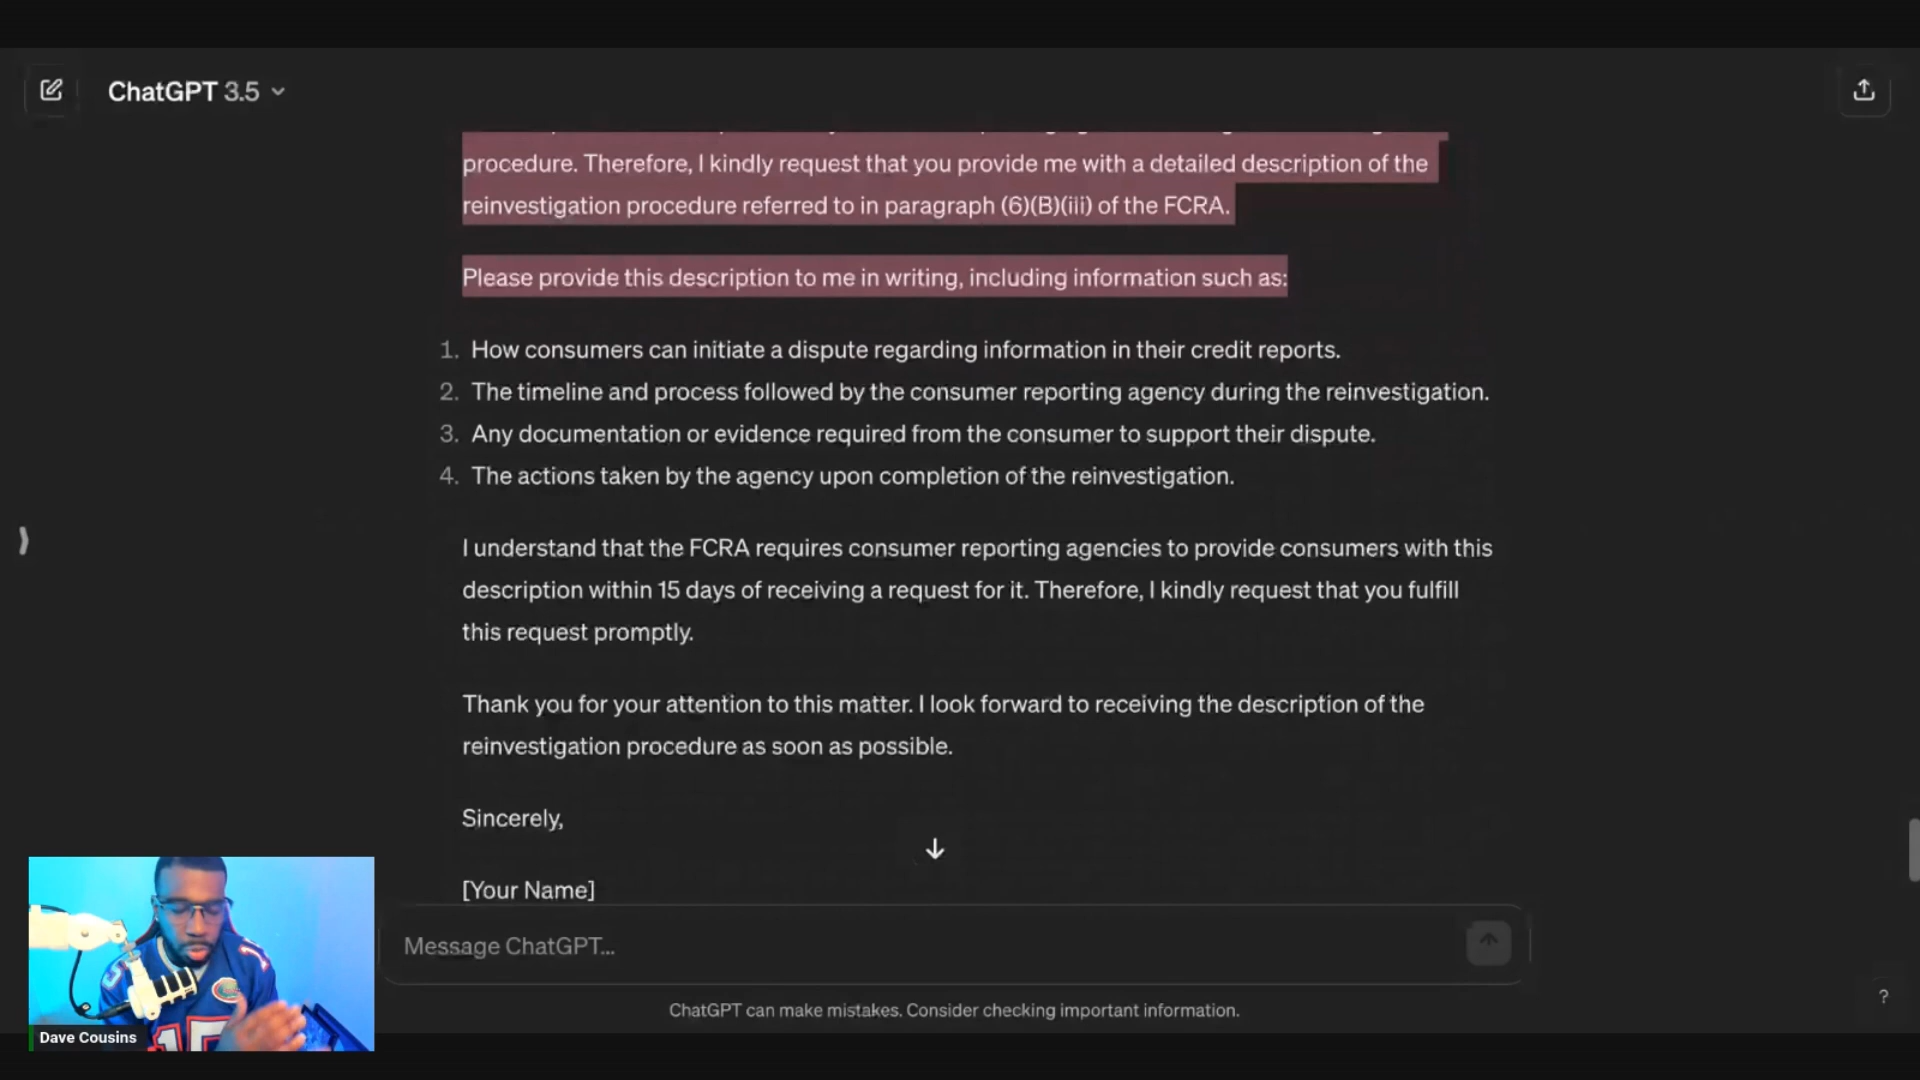 ChatGPT 3.5
procedure. Therefore, I kindly request that you provide me with a detailed description of the
reinvestigation procedure referred to in paragraph (6)(B)(iii) of the FCRA.
Please provide this description to me in writing, including information such as:
1. How consumers can initiate a dispute regarding information in their credit reports.
2. The timeline and process followed by the consumer reporting agency during the reinvestigation.
3. Any documentation or evidence required from the consumer to support their dispute.
4. The actions taken by the agency upon completion of the reinvestigation.
I understand that the FCRA requires consumer reporting agencies to provide consumers with this
description within 15 days of receiving a request for it. Therefore, I kindly request that you fulfill
this request promptly.
Thank you for your attention to this matter. I look forward to receiving the description of the
reinvestigation procedure as soon as possible.
Sincerely,
[Your Name]
Message ChatGPT...
ChatGPT can make mistakes. Consider checking important information.
?
Dave Cousins